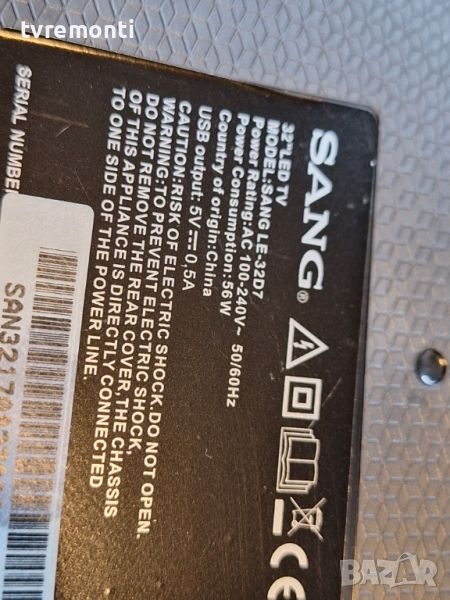 tvremonti
SANG®
32"LED TV
MODEL:SANG LE-32D7
Power Rating:AC 100-240V~ 50/60Hz
Power Consumption: 56W
Country of origin:China
USB output: 5V⎓0,5A
CAUTION:RISK OF ELECTRIC SHOCK.DO NOT OPEN.
WARNING:TO PREVENT ELECTRIC SHOCK,
DO NOT REMOVE THE REAR COVER,THE CHASSIS
OF THIS APPLIANCE IS DIRECTLY CONNECTED
TO ONE SIDE OF THE POWER LINE.
SERIAL NUMBER
CE
BAZAR